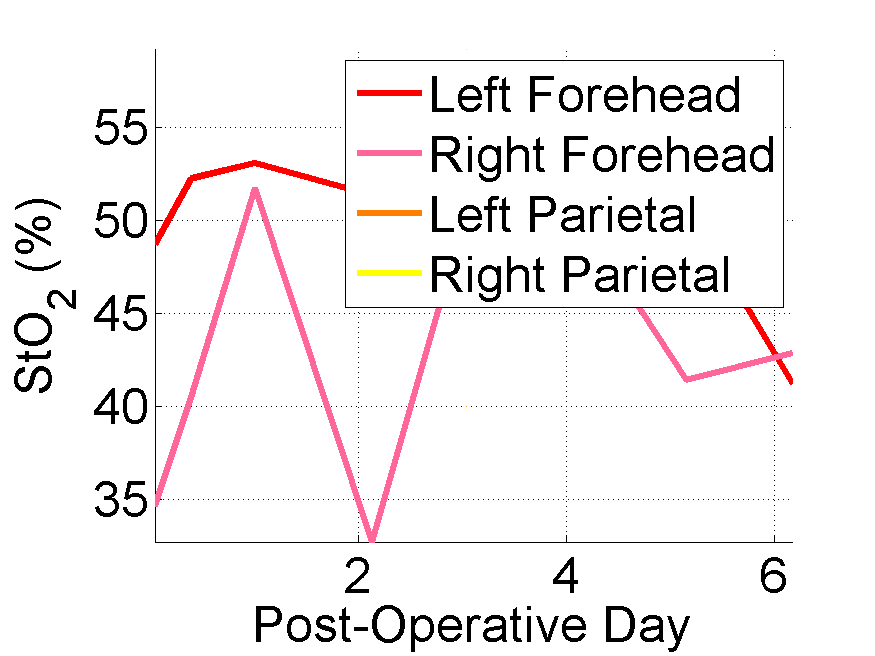 StO2 (%)
55
50
45
40
35
Left Forehead
Right Forehead
Left Parietal
Right Parietal
2 4 6
Post-Operative Day